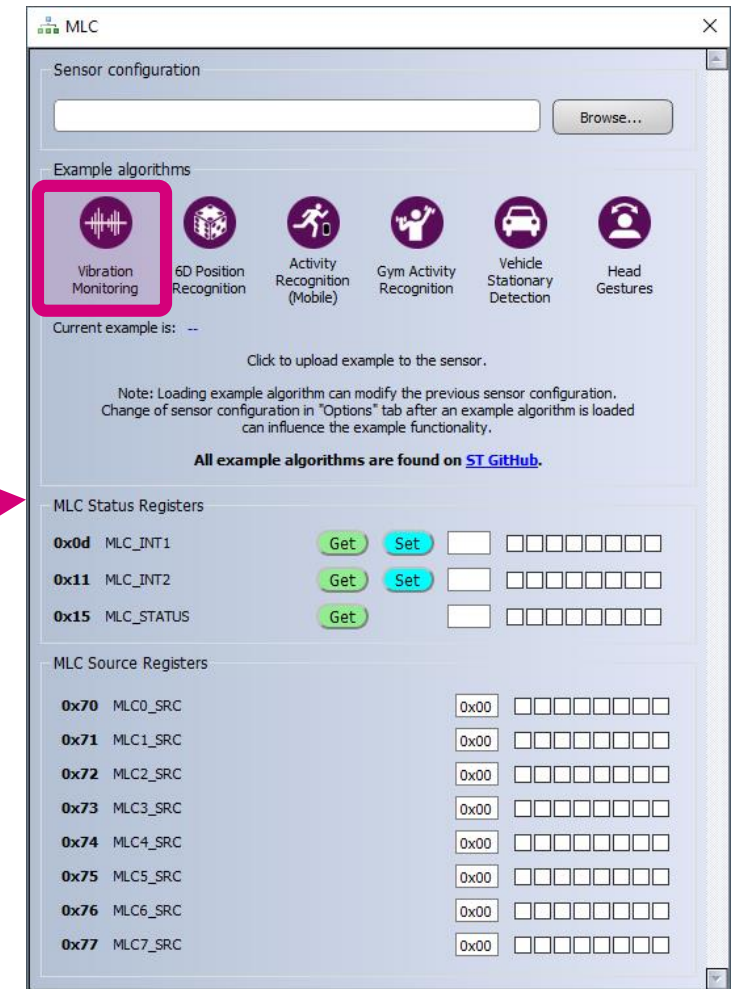 MLC
Sensor configuration
Browse...
Example algorithms
Vibration Monitoring
6D Position Recognition
Activity Recognition (Mobile)
Gym Activity Recognition
Vehicle Stationary Detection
Head Gestures
Current example is: --
Click to upload example to the sensor.
Note: Loading example algorithm can modify the previous sensor configuration.
Change of sensor configuration in "Options" tab after an example algorithm is loaded
can influence the example functionality.
All example algorithms are found on ST GitHub.
MLC Status Registers
0x0d MLC_INT1 Get Set
0x11 MLC_INT2 Get Set
0x15 MLC_STATUS Get
MLC Source Registers
0x70 MLC0_SRC 0x00
0x71 MLC1_SRC 0x00
0x72 MLC2_SRC 0x00
0x73 MLC3_SRC 0x00
0x74 MLC4_SRC 0x00
0x75 MLC5_SRC 0x00
0x76 MLC6_SRC 0x00
0x77 MLC7_SRC 0x00